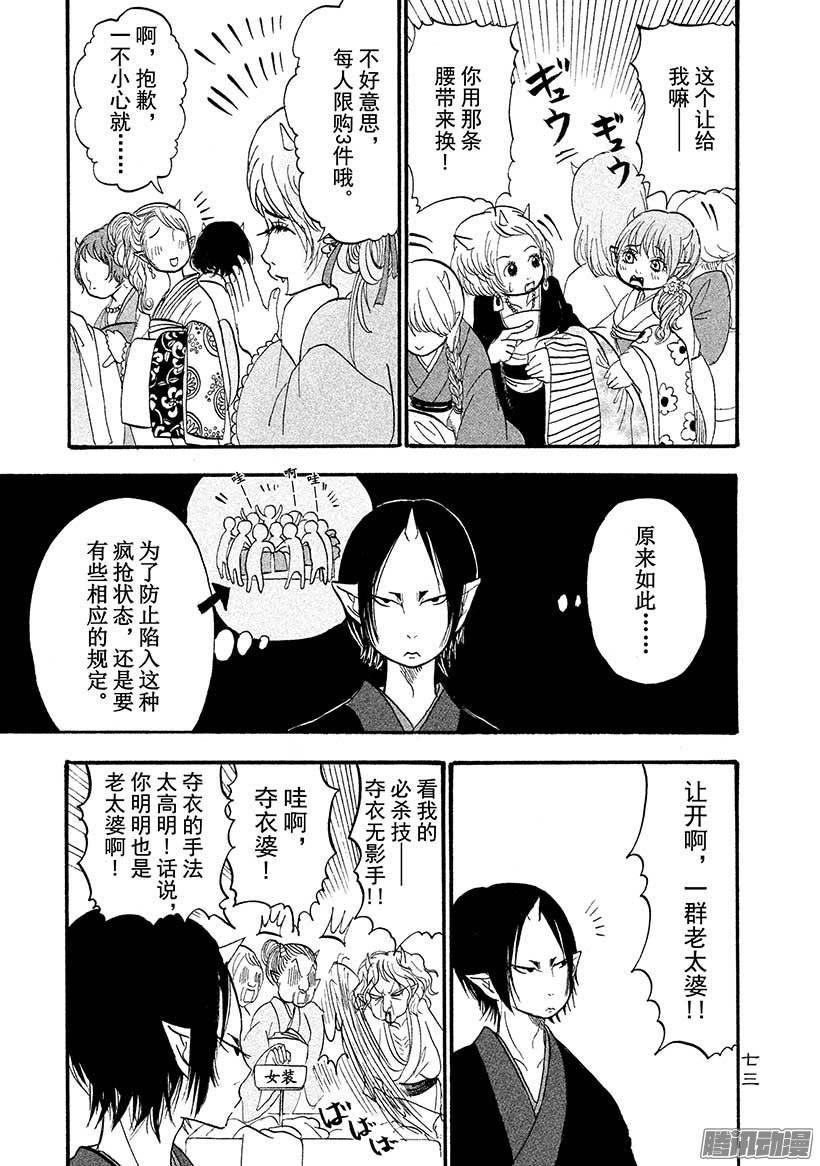 这个让给
我嘛——
ギュウ
ギュウ
你用那条
腰带来换！
不好意思，
每人限购3件哦。
啊，抱歉，
一不小心就……
原来如此……
哇
啊
哇
为了防止陷入这种
疯抢状态，还是要
有些相应的规定。
让开啊，一群老太婆！！
看我的
必杀技——
夺衣无影手！！
哇啊，
夺衣婆！
夺衣的手法
太高明！话说，
你明明也是
老太婆啊！
女装
ばばば
七三
腾讯动漫